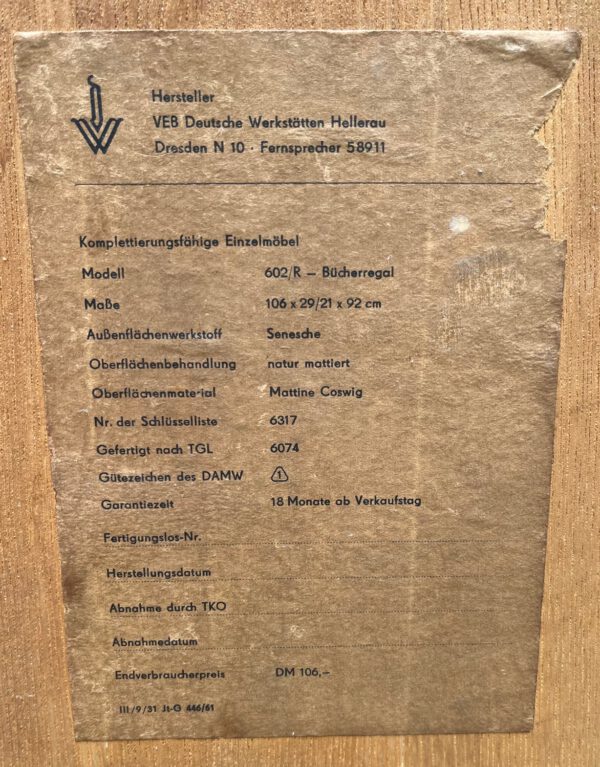 Hersteller
VEB Deutsche Werkstätten Hellerau
Dresden N 10 · Fernsprecher 58911
Komplettierungsfähige Einzelmöbel
Modell 602/R – Bücherregal
Maße 106 x 29/21 x 92 cm
Außenflächenwerkstoff Senesche
Oberflächenbehandlung natur mattiert
Oberflächenmaterial Mattine Coswig
Nr. der Schlüsselliste 6317
Gefertigt nach TGL 6074
Gütezeichen des DAMW 1
Garantiezeit 18 Monate ab Verkaufstag
Fertigungslos-Nr.
Herstellungsdatum
Abnahme durch TKO
Abnahmedatum
Endverbraucherpreis DM 106,–
III/9/31 Jt-G 446/61